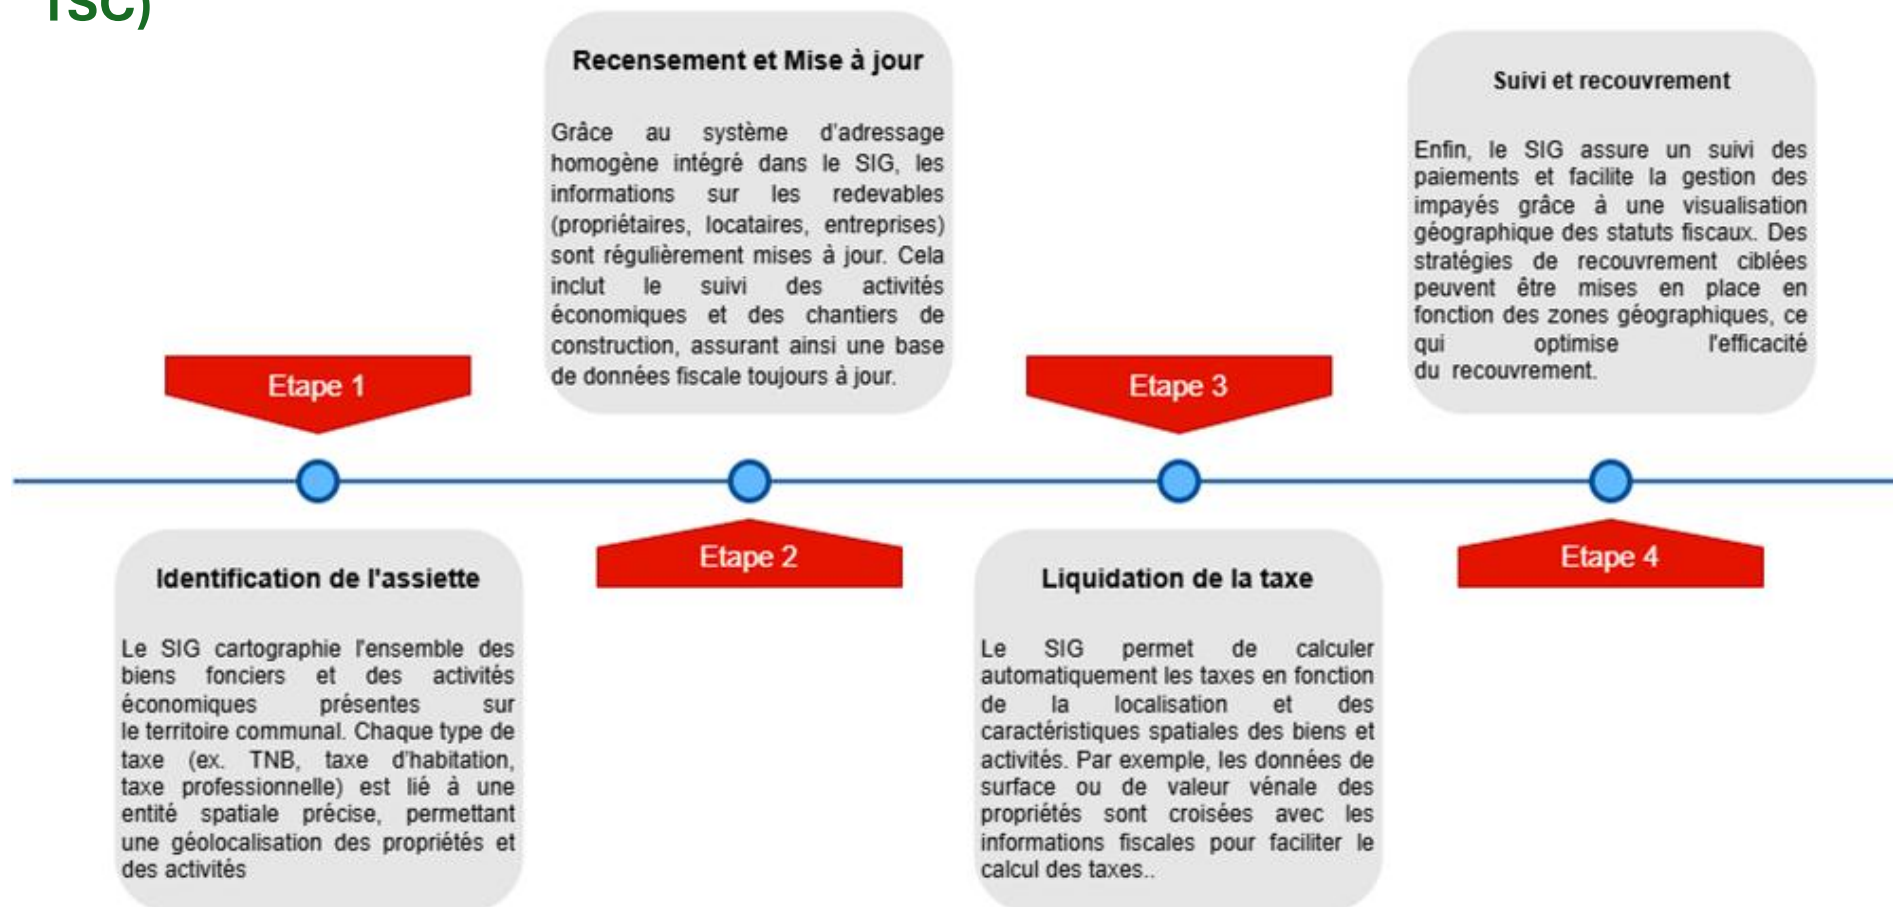 TSC)
Recensement et Mise à jour
Grâce au système d'adressage
homogène intégré dans le SIG, les
informations sur les redevables
(propriétaires, locataires, entreprises)
sont régulièrement mises à jour. Cela
inclut le suivi des activités
économiques et des chantiers de
construction, assurant ainsi une base
de données fiscale toujours à jour.
Suivi et recouvrement
Enfin, le SIG assure un suivi des
paiements et facilite la gestion des
impayés grâce à une visualisation
géographique des statuts fiscaux. Des
stratégies de recouvrement ciblées
peuvent être mises en place en
fonction des zones géographiques, ce
qui optimise l'efficacité
du recouvrement.
Etape 1
Etape 3
Etape 2
Etape 4
Identification de l'assiette
Le SIG cartographie l'ensemble des
biens fonciers et des activités
économiques présentes sur
le territoire communal. Chaque type de
taxe (ex. TNB, taxe d'habitation,
taxe professionnelle) est lié à une
entité spatiale précise, permettant
une géolocalisation des propriétés et
des activités
Liquidation de la taxe
Le SIG permet de calculer
automatiquement les taxes en fonction
de la localisation et des
caractéristiques spatiales des biens et
activités. Par exemple, les données de
surface ou de valeur vénale des
propriétés sont croisées avec les
informations fiscales pour faciliter le
calcul des taxes..